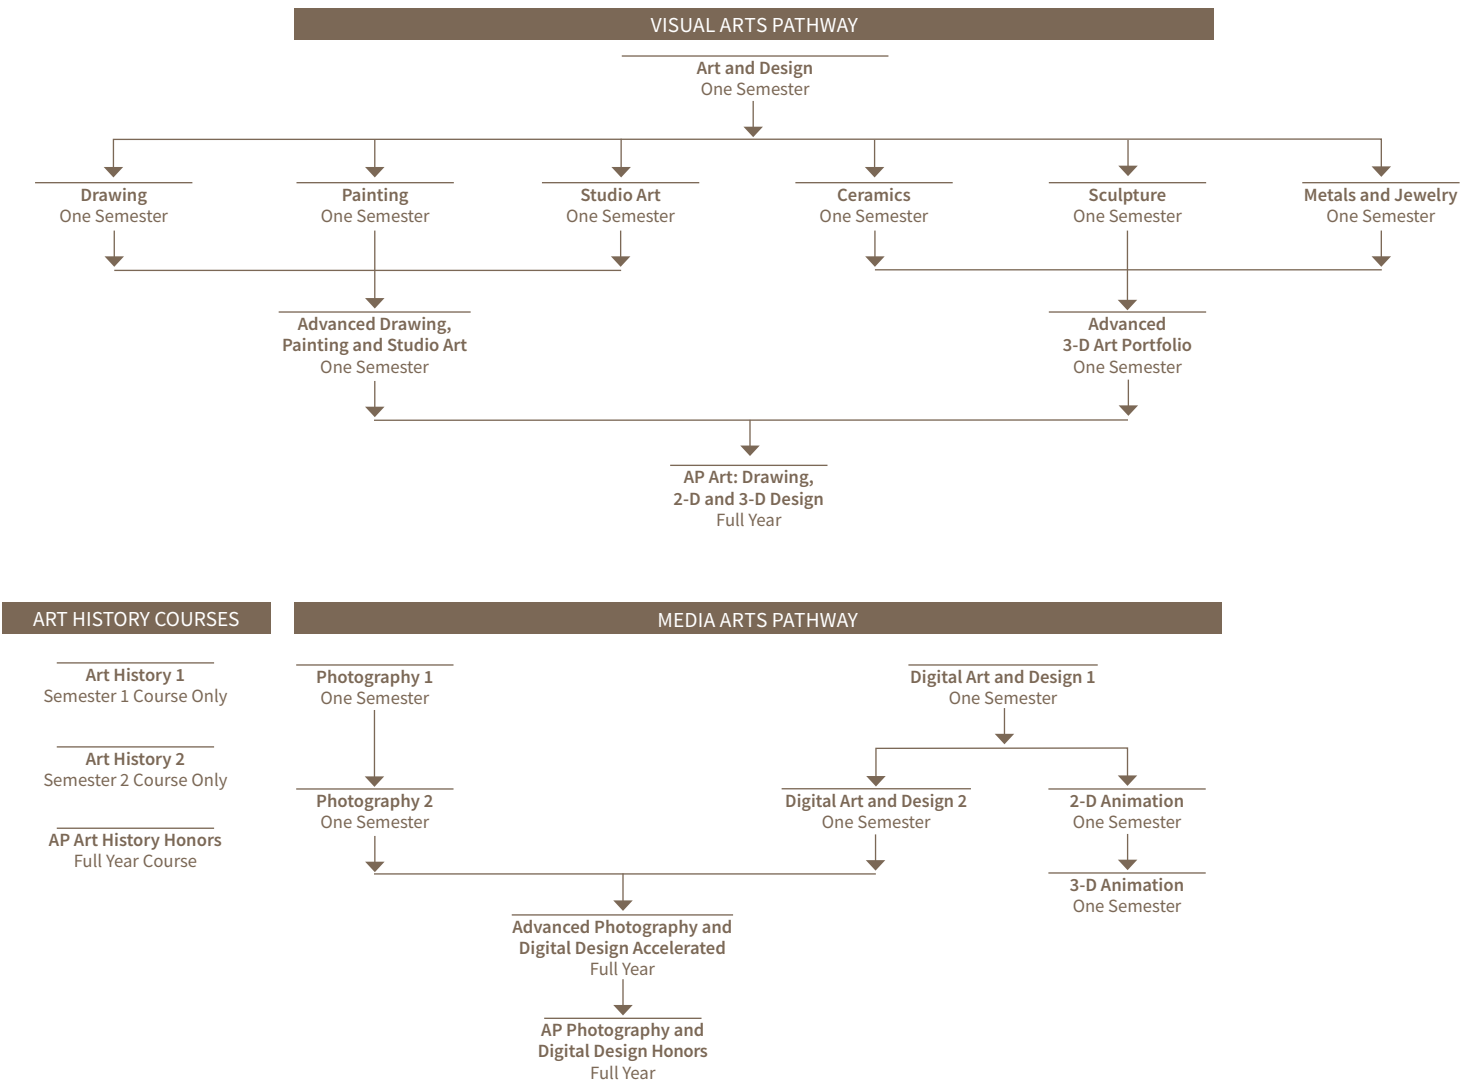 VISUAL ARTS PATHWAY
Art and Design
One Semester
Drawing
One Semester
Painting
One Semester
Studio Art
One Semester
Ceramics
One Semester
Sculpture
One Semester
Metals and Jewelry
One Semester
Advanced Drawing,
Painting and Studio Art
One Semester
Advanced
3-D Art Portfolio
One Semester
AP Art: Drawing,
2-D and 3-D Design
Full Year
ART HISTORY COURSES
Art History 1
Semester 1 Course Only
Art History 2
Semester 2 Course Only
AP Art History Honors
Full Year Course
MEDIA ARTS PATHWAY
Photography 1
One Semester
Digital Art and Design 1
One Semester
Photography 2
One Semester
Digital Art and Design 2
One Semester
2-D Animation
One Semester
3-D Animation
One Semester
Advanced Photography and
Digital Design Accelerated
Full Year
AP Photography and
Digital Design Honors
Full Year